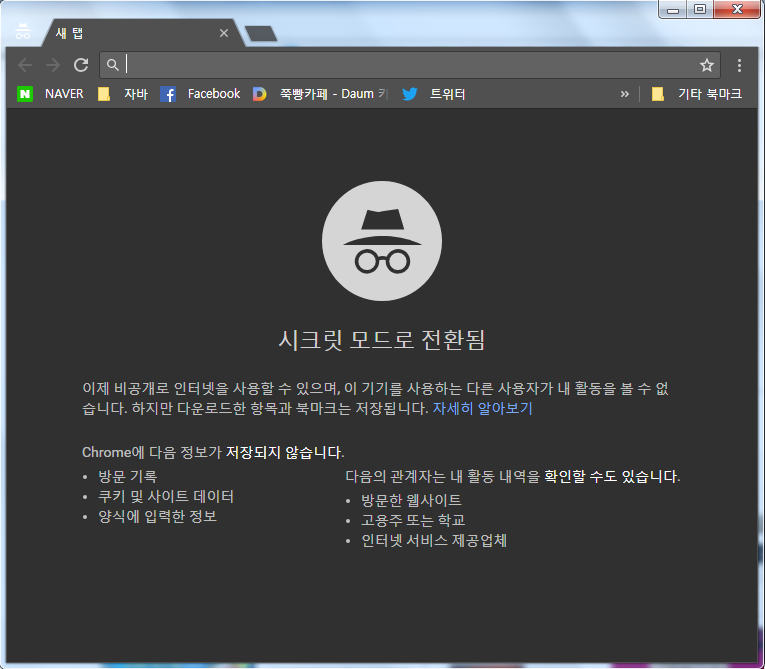 새 탭
NAVER 자바 Facebook 쭉빵카페 - Daum 트위터 » 기타 북마크
시크릿 모드로 전환됨
이제 비공개로 인터넷을 사용할 수 있으며, 이 기기를 사용하는 다른 사용자가 내 활동을 볼 수 없
습니다. 하지만 다운로드한 항목과 북마크는 저장됩니다. 자세히 알아보기
Chrome에 다음 정보가 저장되지 않습니다.
• 방문 기록
• 쿠키 및 사이트 데이터
• 양식에 입력한 정보
다음의 관계자는 내 활동 내역을 확인할 수도 있습니다.
• 방문한 웹사이트
• 고용주 또는 학교
• 인터넷 서비스 제공업체